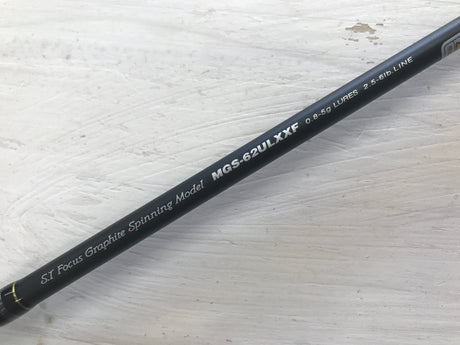 S.T Focus Graphite Spinning Model MGS-62ULXXF 0.8-5g LURES 2.5-6lb.LINE